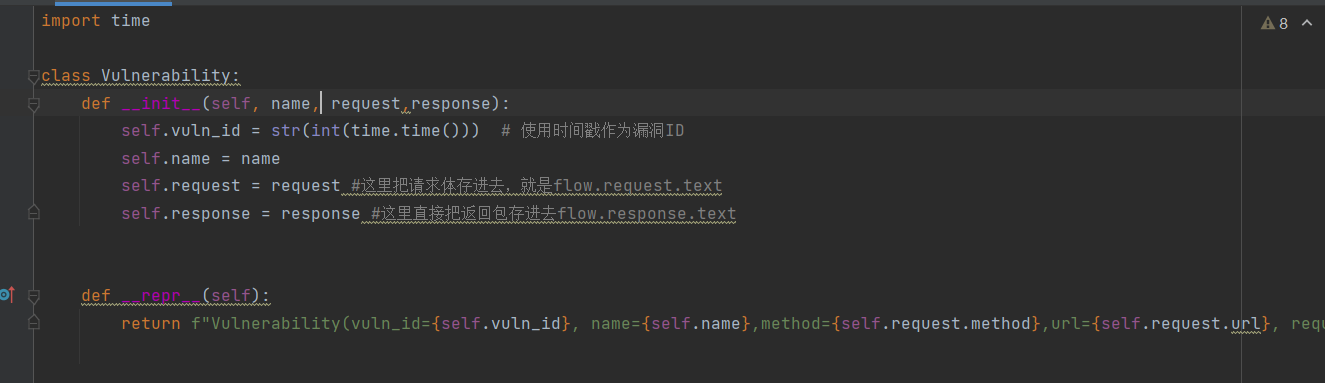 import time
8
class Vulnerability:
def __init__(self, name, request,response):
self.vuln_id = str(int(time.time())) # 使用时间戳作为漏洞ID
self.name = name
self.request = request #这里把请求体存进去，就是flow.request.text
self.response = response #这里直接把返回包存进去flow.response.text
def __repr__(self):
return f"Vulnerability(vuln_id={self.vuln_id}, name={self.name},method={self.request.method},url={self.request.url}, requ